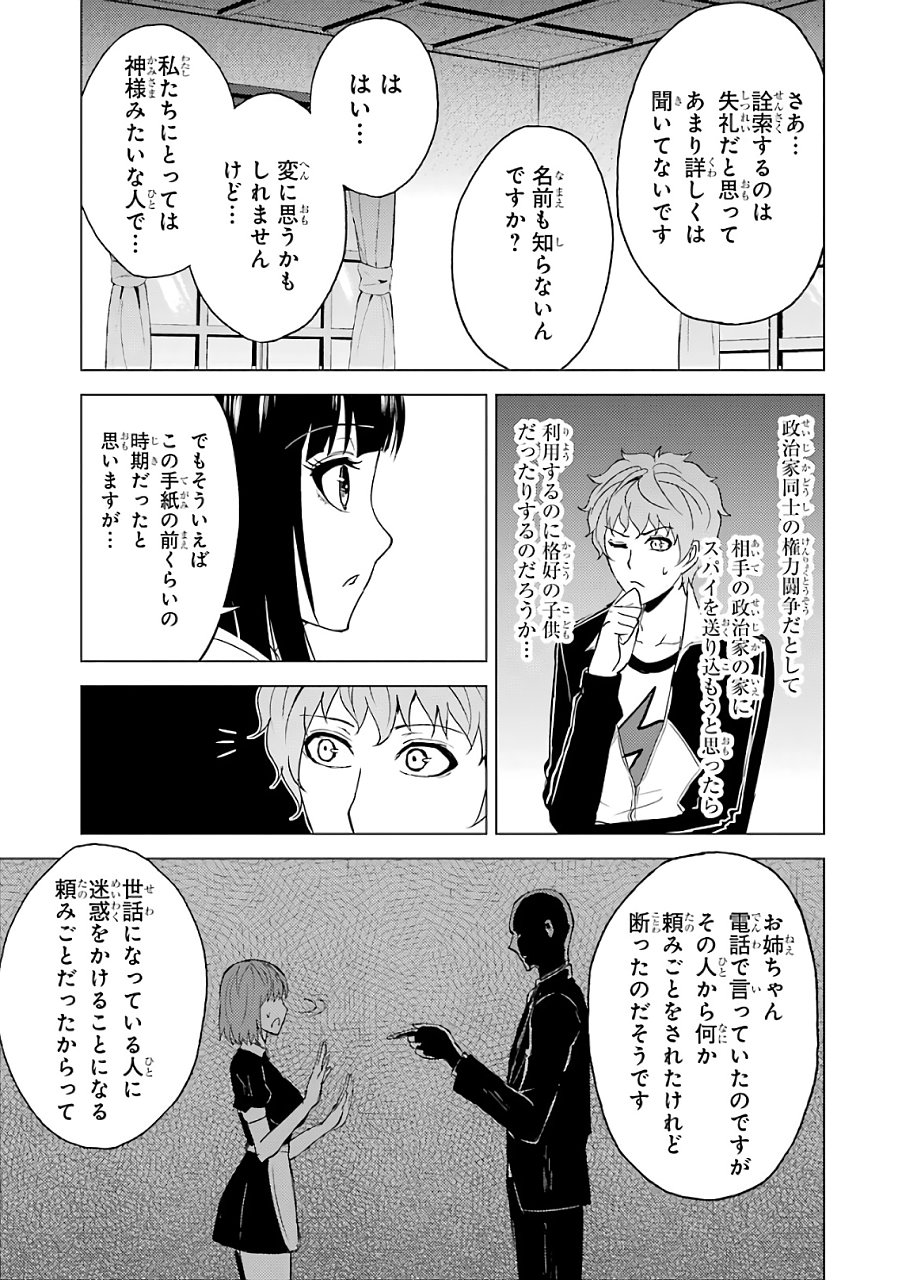 さあ…
詮索するのは
失礼だと思って
あまり詳しくは
聞いてないです
名前も知らないん
ですか?
は
はい…
変に思うかも
しれません
けど…
私たちにとっては
神様みたいな人で…
政治家同士の権力闘争だとして
相手の政治家の家に
スパイを送り込もうと思ったら
利用するのに格好の子供
だったりするのだろうか…
でもそういえば
この手紙の前くらいの
時期だったと
思いますが…
お姉ちゃん
電話で言っていたのですが
その人から何か
頼みごとをされたけれど
断ったのだそうです
世話になっている人に
迷惑をかけることになる
頼みごとだったからって